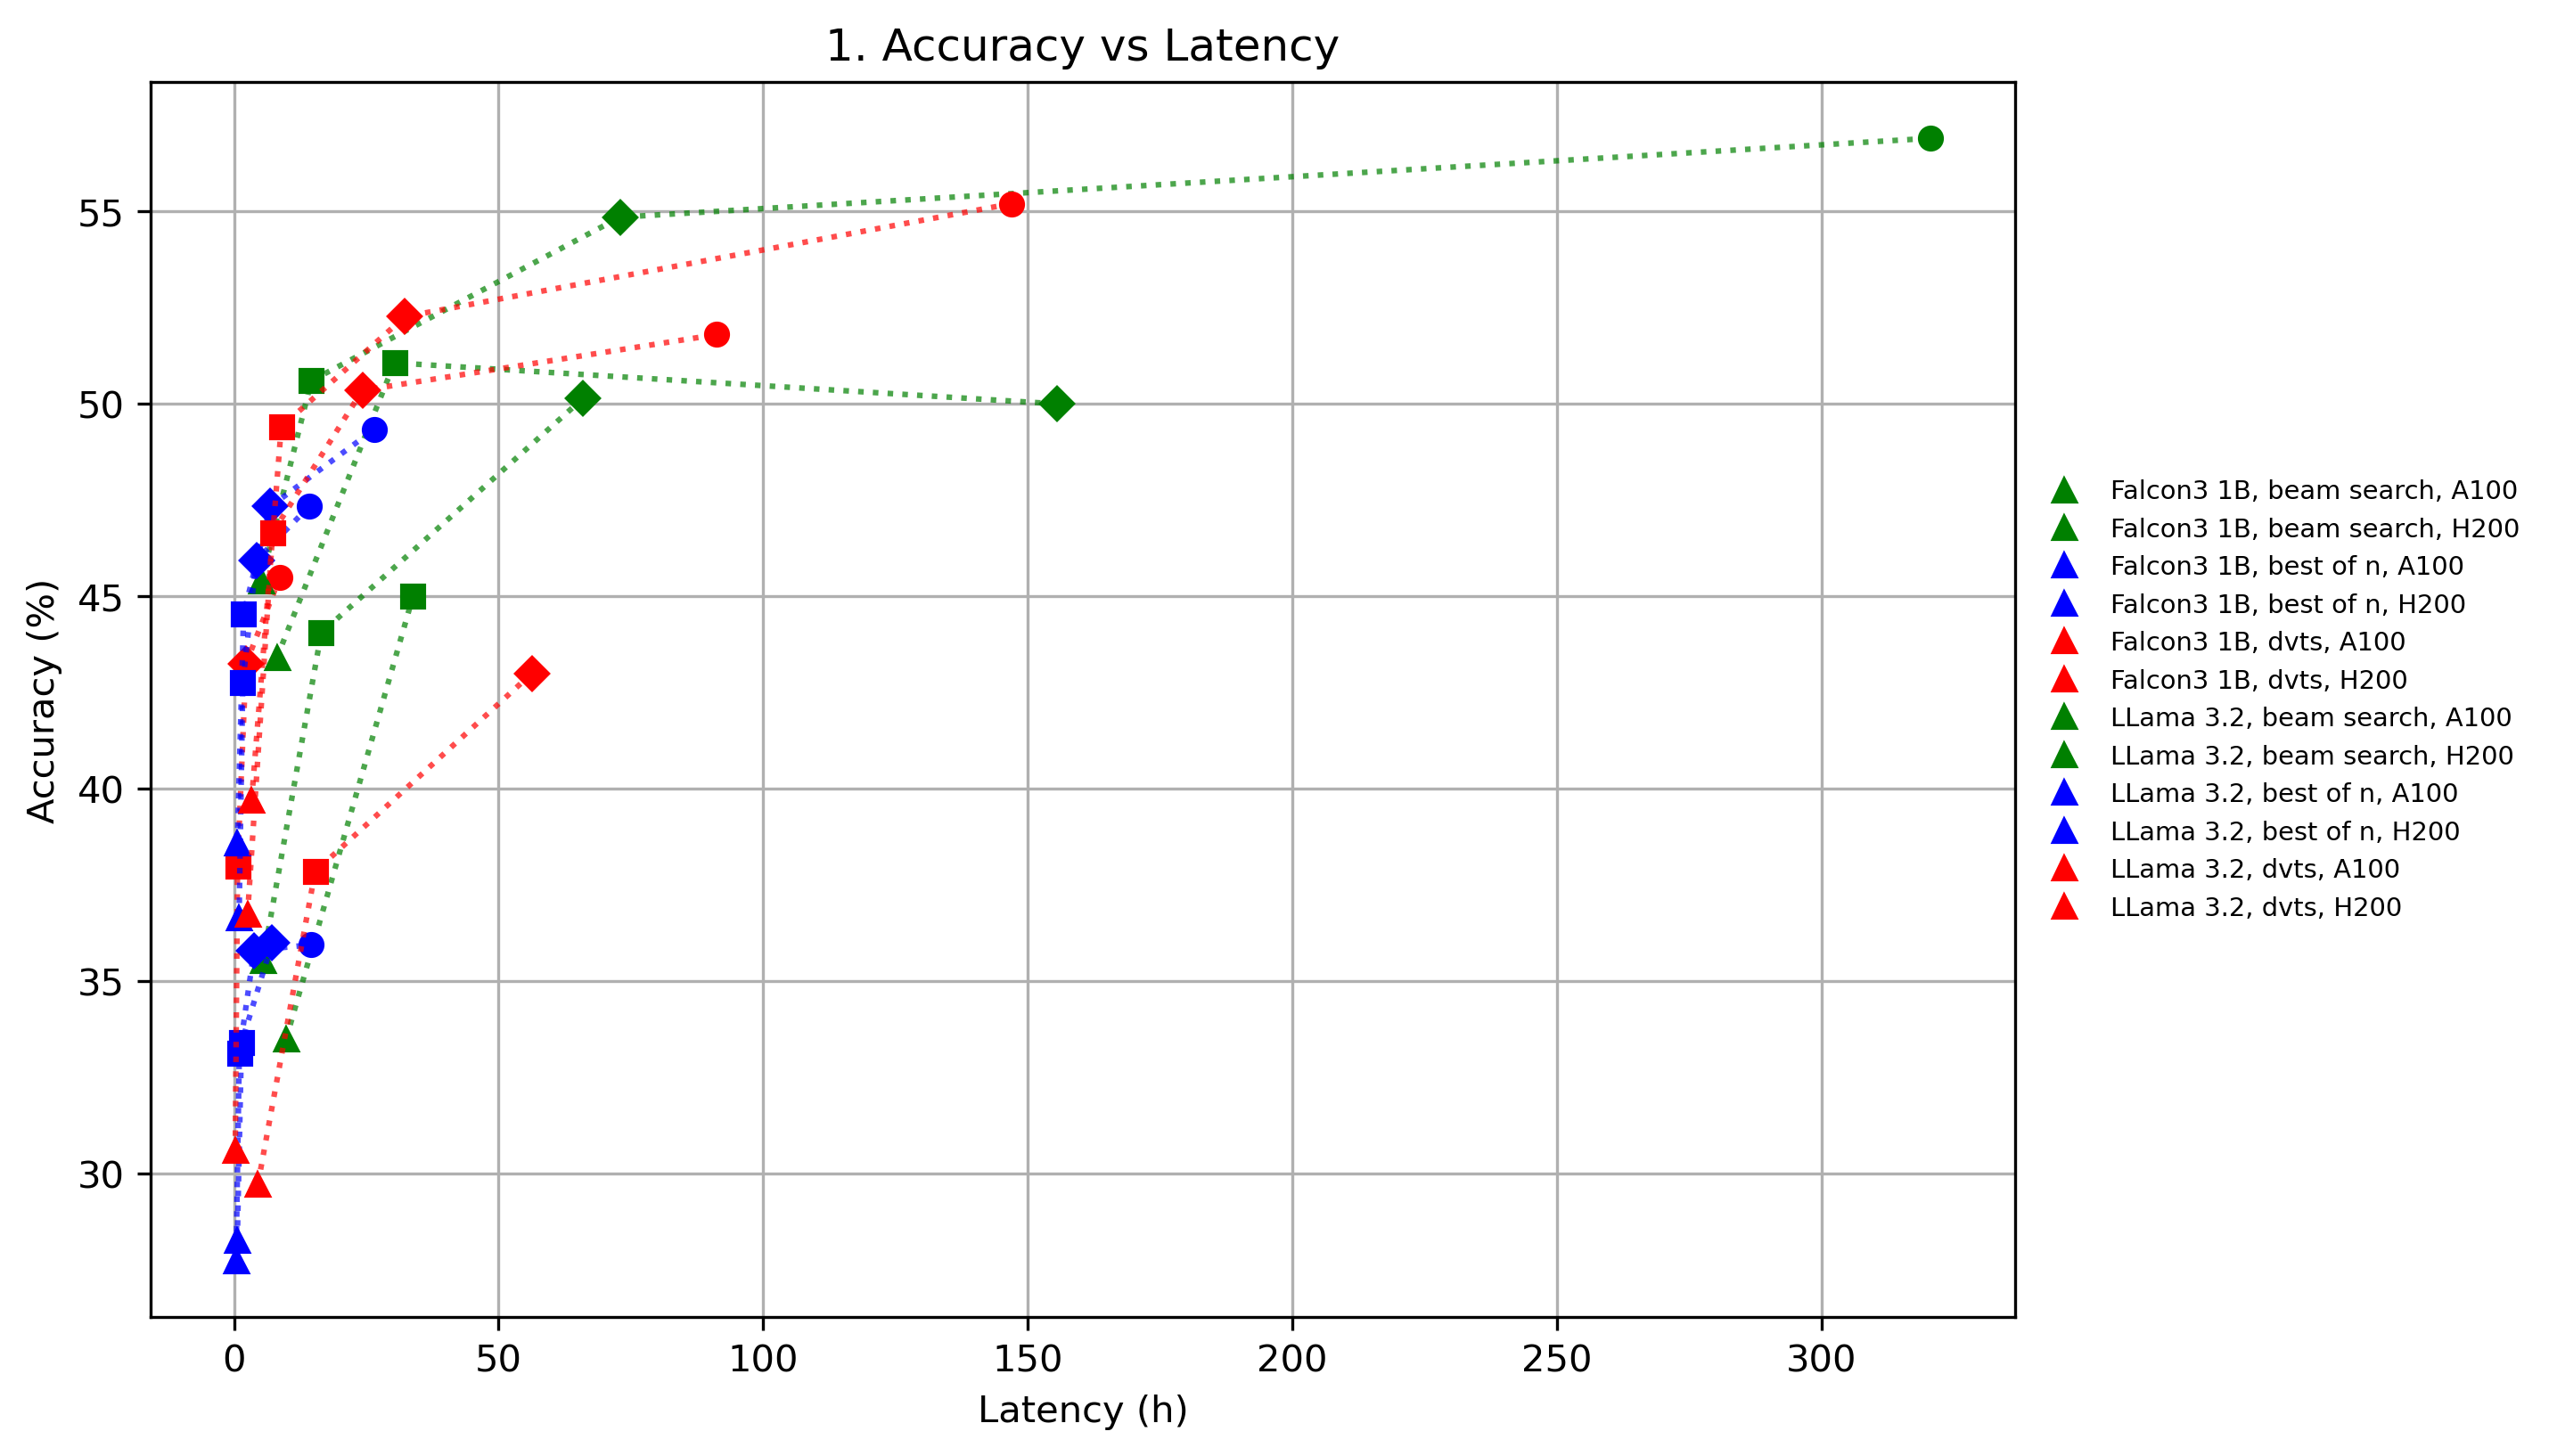 1. Accuracy vs Latency
Accuracy (%)
55
50
45
40
35
30
0 50 100 150 200 250 300
Latency (h)
Falcon3 1B, beam search, A100
Falcon3 1B, beam search, H200
Falcon3 1B, best of n, A100
Falcon3 1B, best of n, H200
Falcon3 1B, dvts, A100
Falcon3 1B, dvts, H200
LLama 3.2, beam search, A100
LLama 3.2, beam search, H200
LLama 3.2, best of n, A100
LLama 3.2, best of n, H200
LLama 3.2, dvts, A100
LLama 3.2, dvts, H200